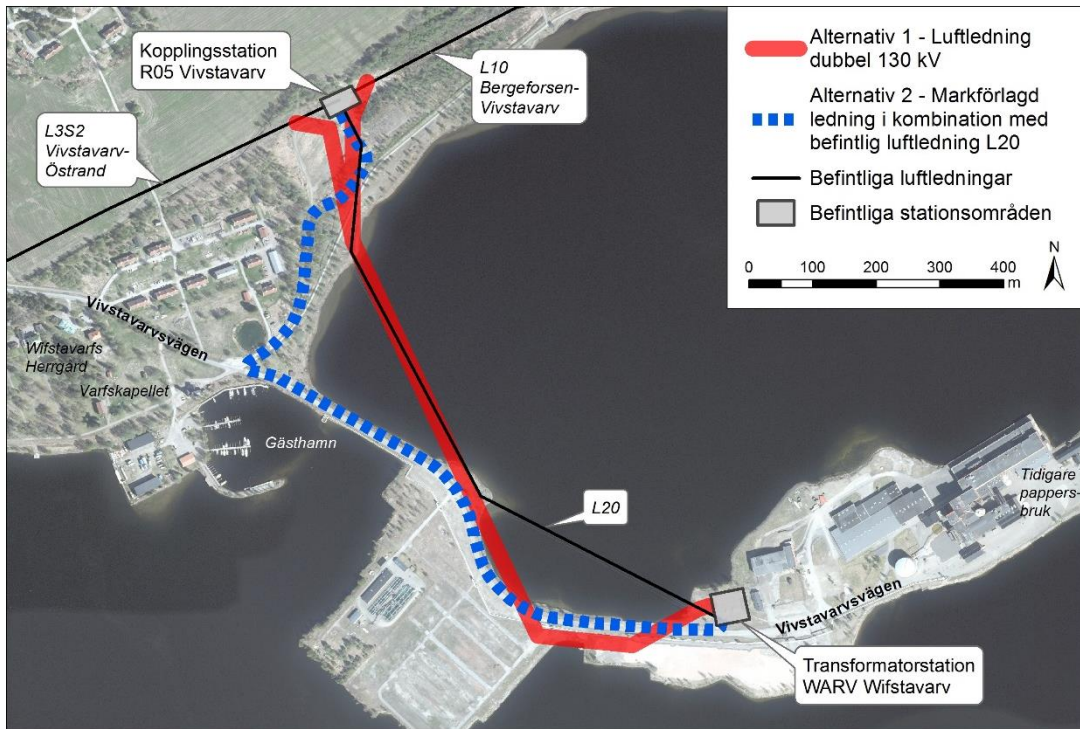 Kopplingsstation
R05 Vivstavarv
L10
Bergeforsen-
Vivstavarv
L3S2
Vivstavarv-
Östrand
Alternativ 1 - Luftledning
dubbel 130 kV
Alternativ 2 - Markförlagd
ledning i kombination med
befintlig luftledning L20
Befintliga luftledningar
Befintliga stationsområden
0 100 200 300 400
m
N
Vivstavarvsvägen
Wifstavarfs
Herrgård
Varfskapellet
Gästhamn
L20
Tidigare
pappers-
bruk
Vivstavarvsvägen
Transformatorstation
WARV Wifstavarv